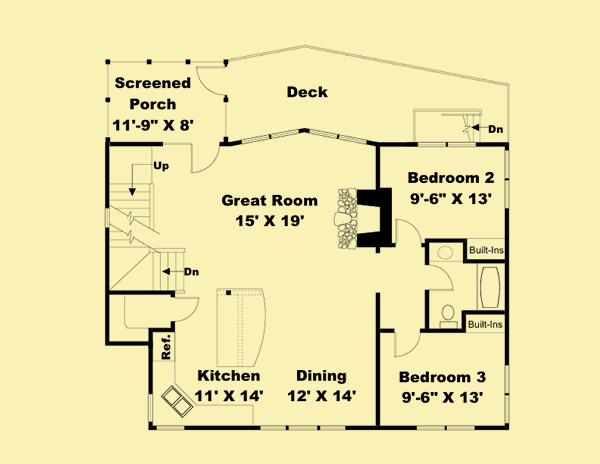 Screened
Porch
11'-9" X 8'
Deck
Dn
Up
Great Room
15' X 19'
Bedroom 2
9'-6" X 13'
Built-Ins
Dn
Built-Ins
Ref.
Kitchen
11' X 14'
Dining
12' X 14'
Bedroom 3
9'-6" X 13'